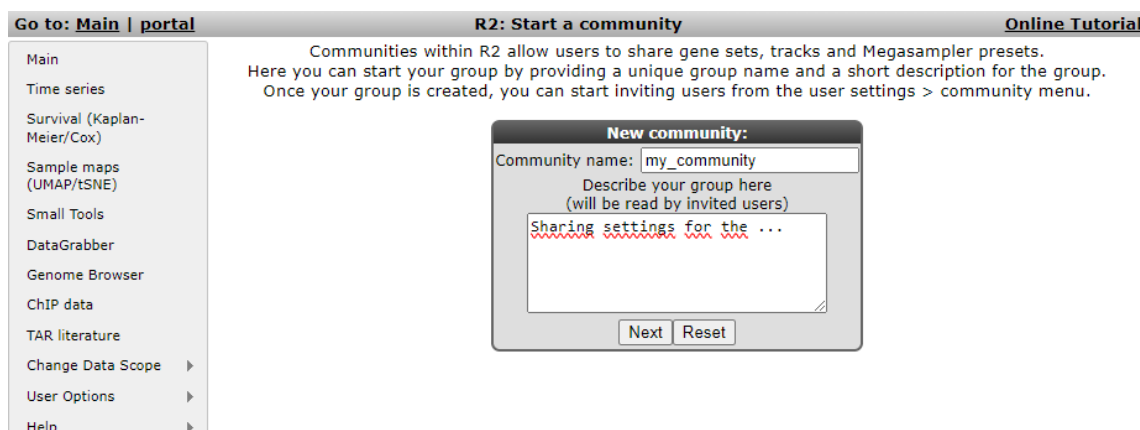 Go to: Main | portal
R2: Start a community
Online Tutorial
Main
Time series
Survival (Kaplan-
Meier/Cox)
Sample maps
(UMAP/tSNE)
Small Tools
DataGrabber
Genome Browser
ChIP data
TAR literature
Change Data Scope
User Options
Help
Communities within R2 allow users to share gene sets, tracks and Megasampler presets.
Here you can start your group by providing a unique group name and a short description for the group.
Once your group is created, you can start inviting users from the user settings > community menu.
New community:
Community name: my_community
Describe your group here
(will be read by invited users)
Sharing settings for the ...
Next Reset